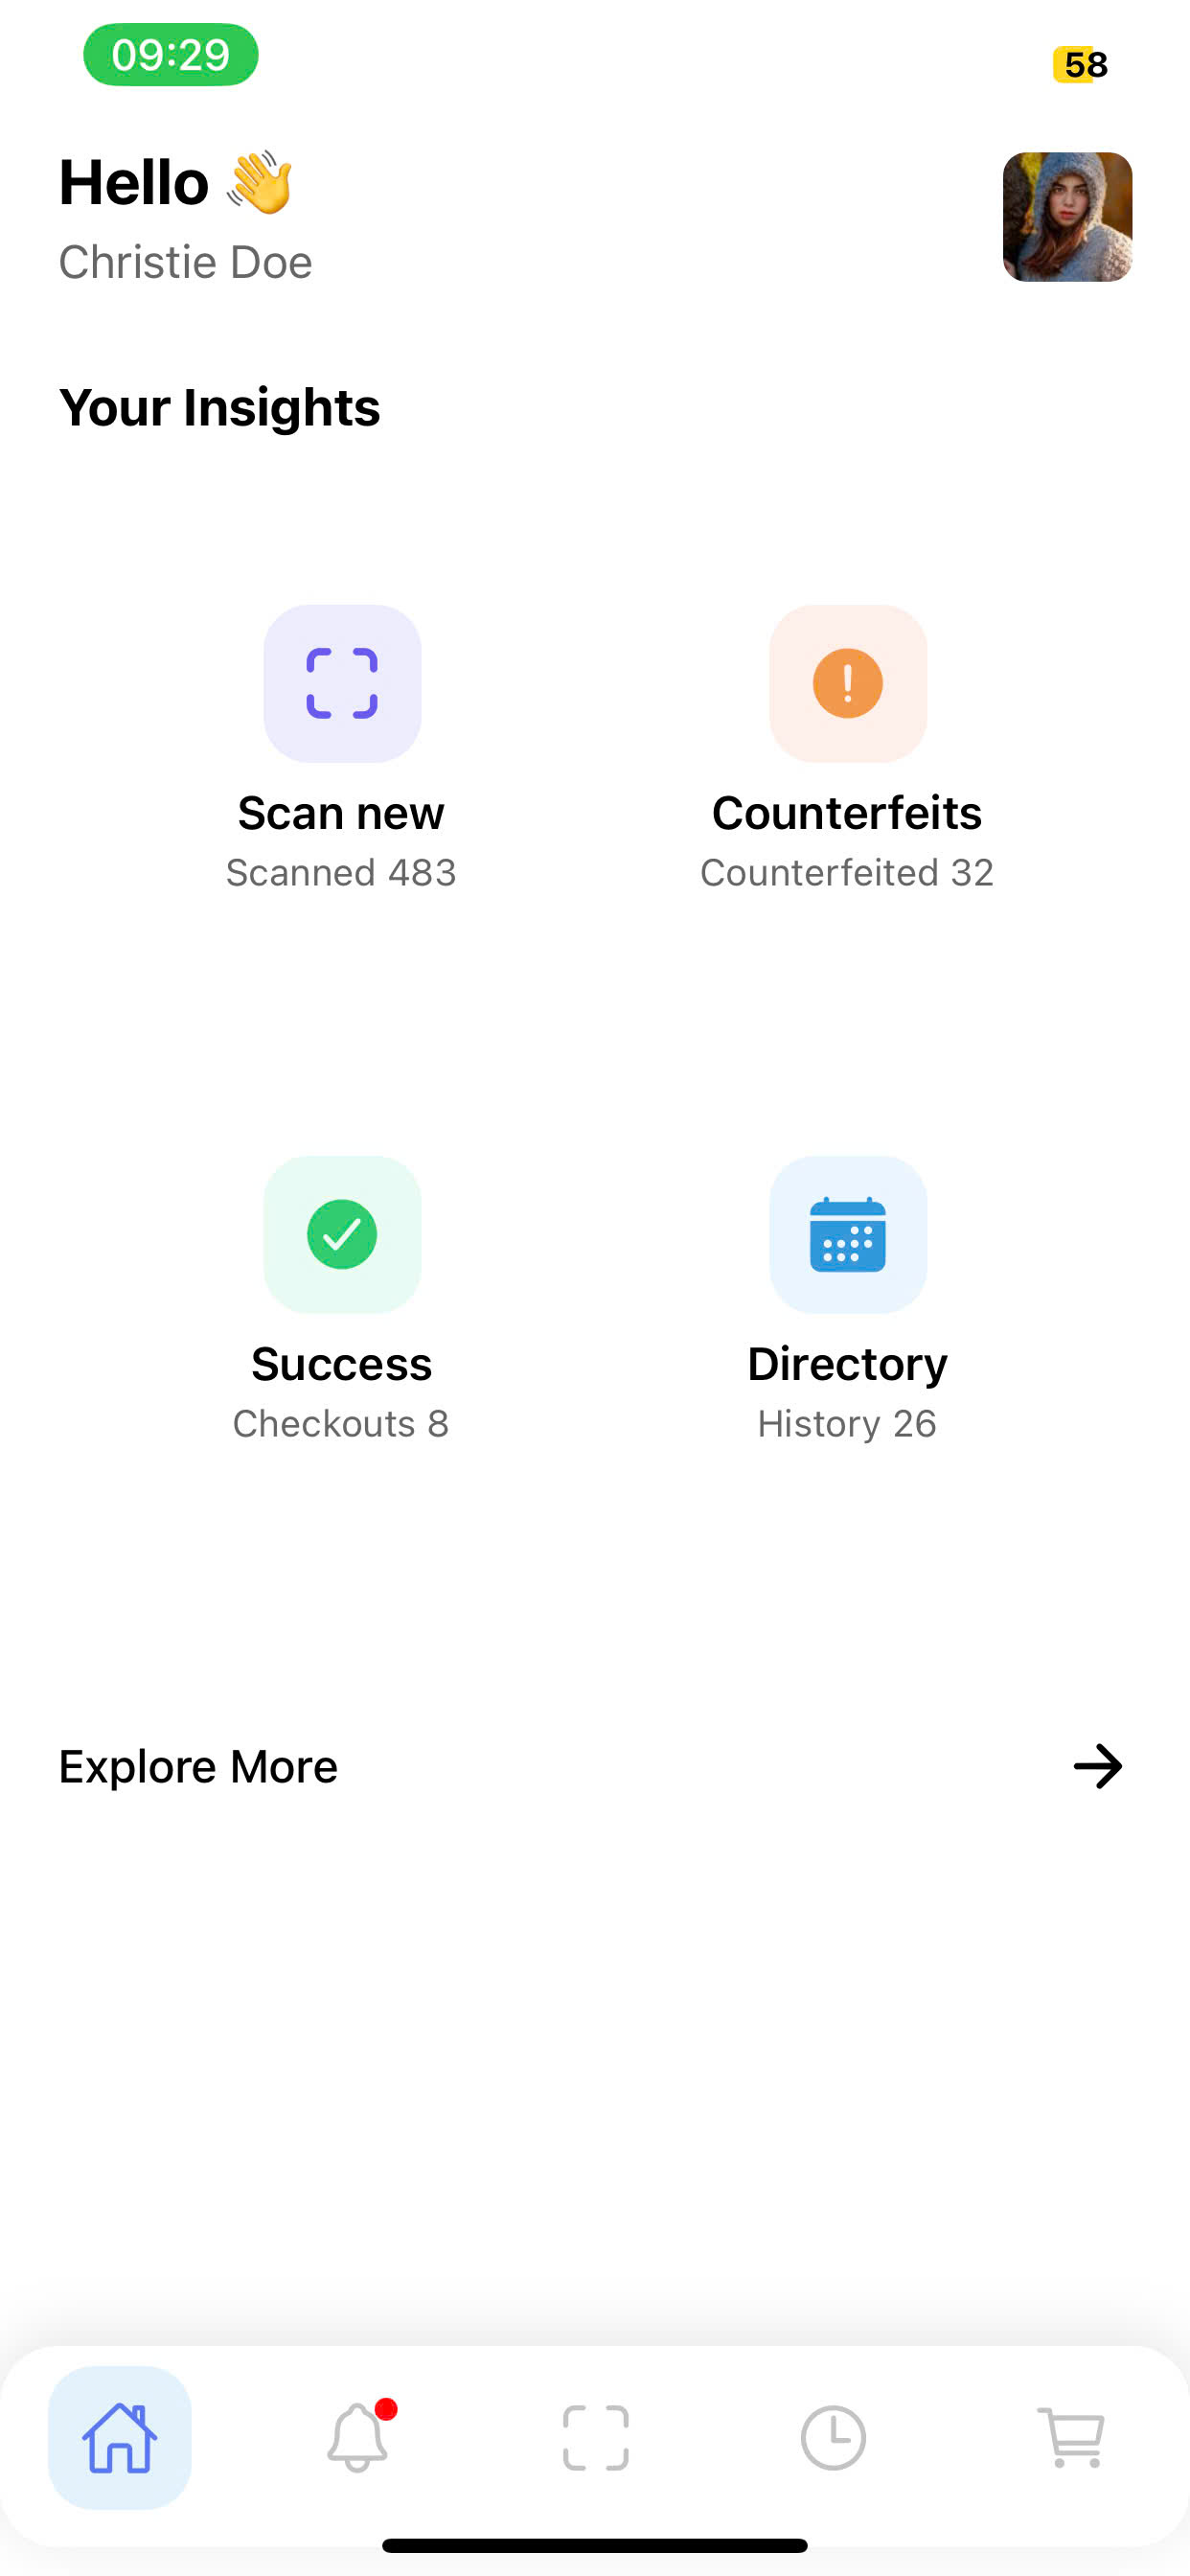 09:29
58
Hello 👋
Christie Doe
Your Insights
Scan new
Scanned 483
Counterfeits
Counterfeited 32
Success
Checkouts 8
Directory
History 26
Explore More